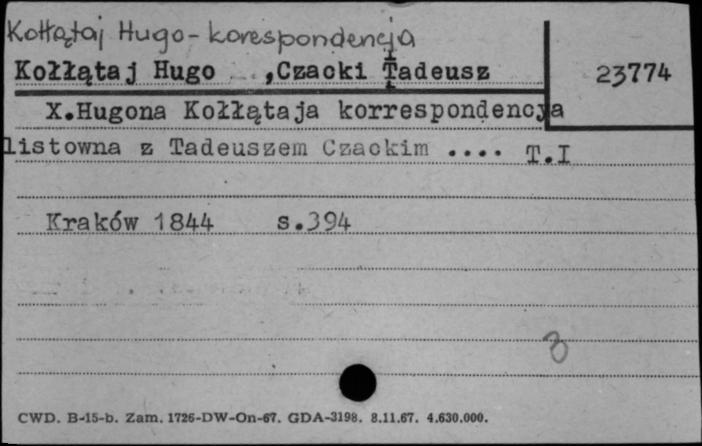 Kołłątaj Hugo - korespondencja
Kołłątaj Hugo ,Czacki Tadeusz 23774
X.Hugona Kołłątaja korrespondencya
listowna z Tadeuszem Czackim .... T.I
Kraków 1844 s.394
CWD. B-15-b. Zam. 1726-DW-On-67. GDA-3198. 8.11.67. 4.630.000.